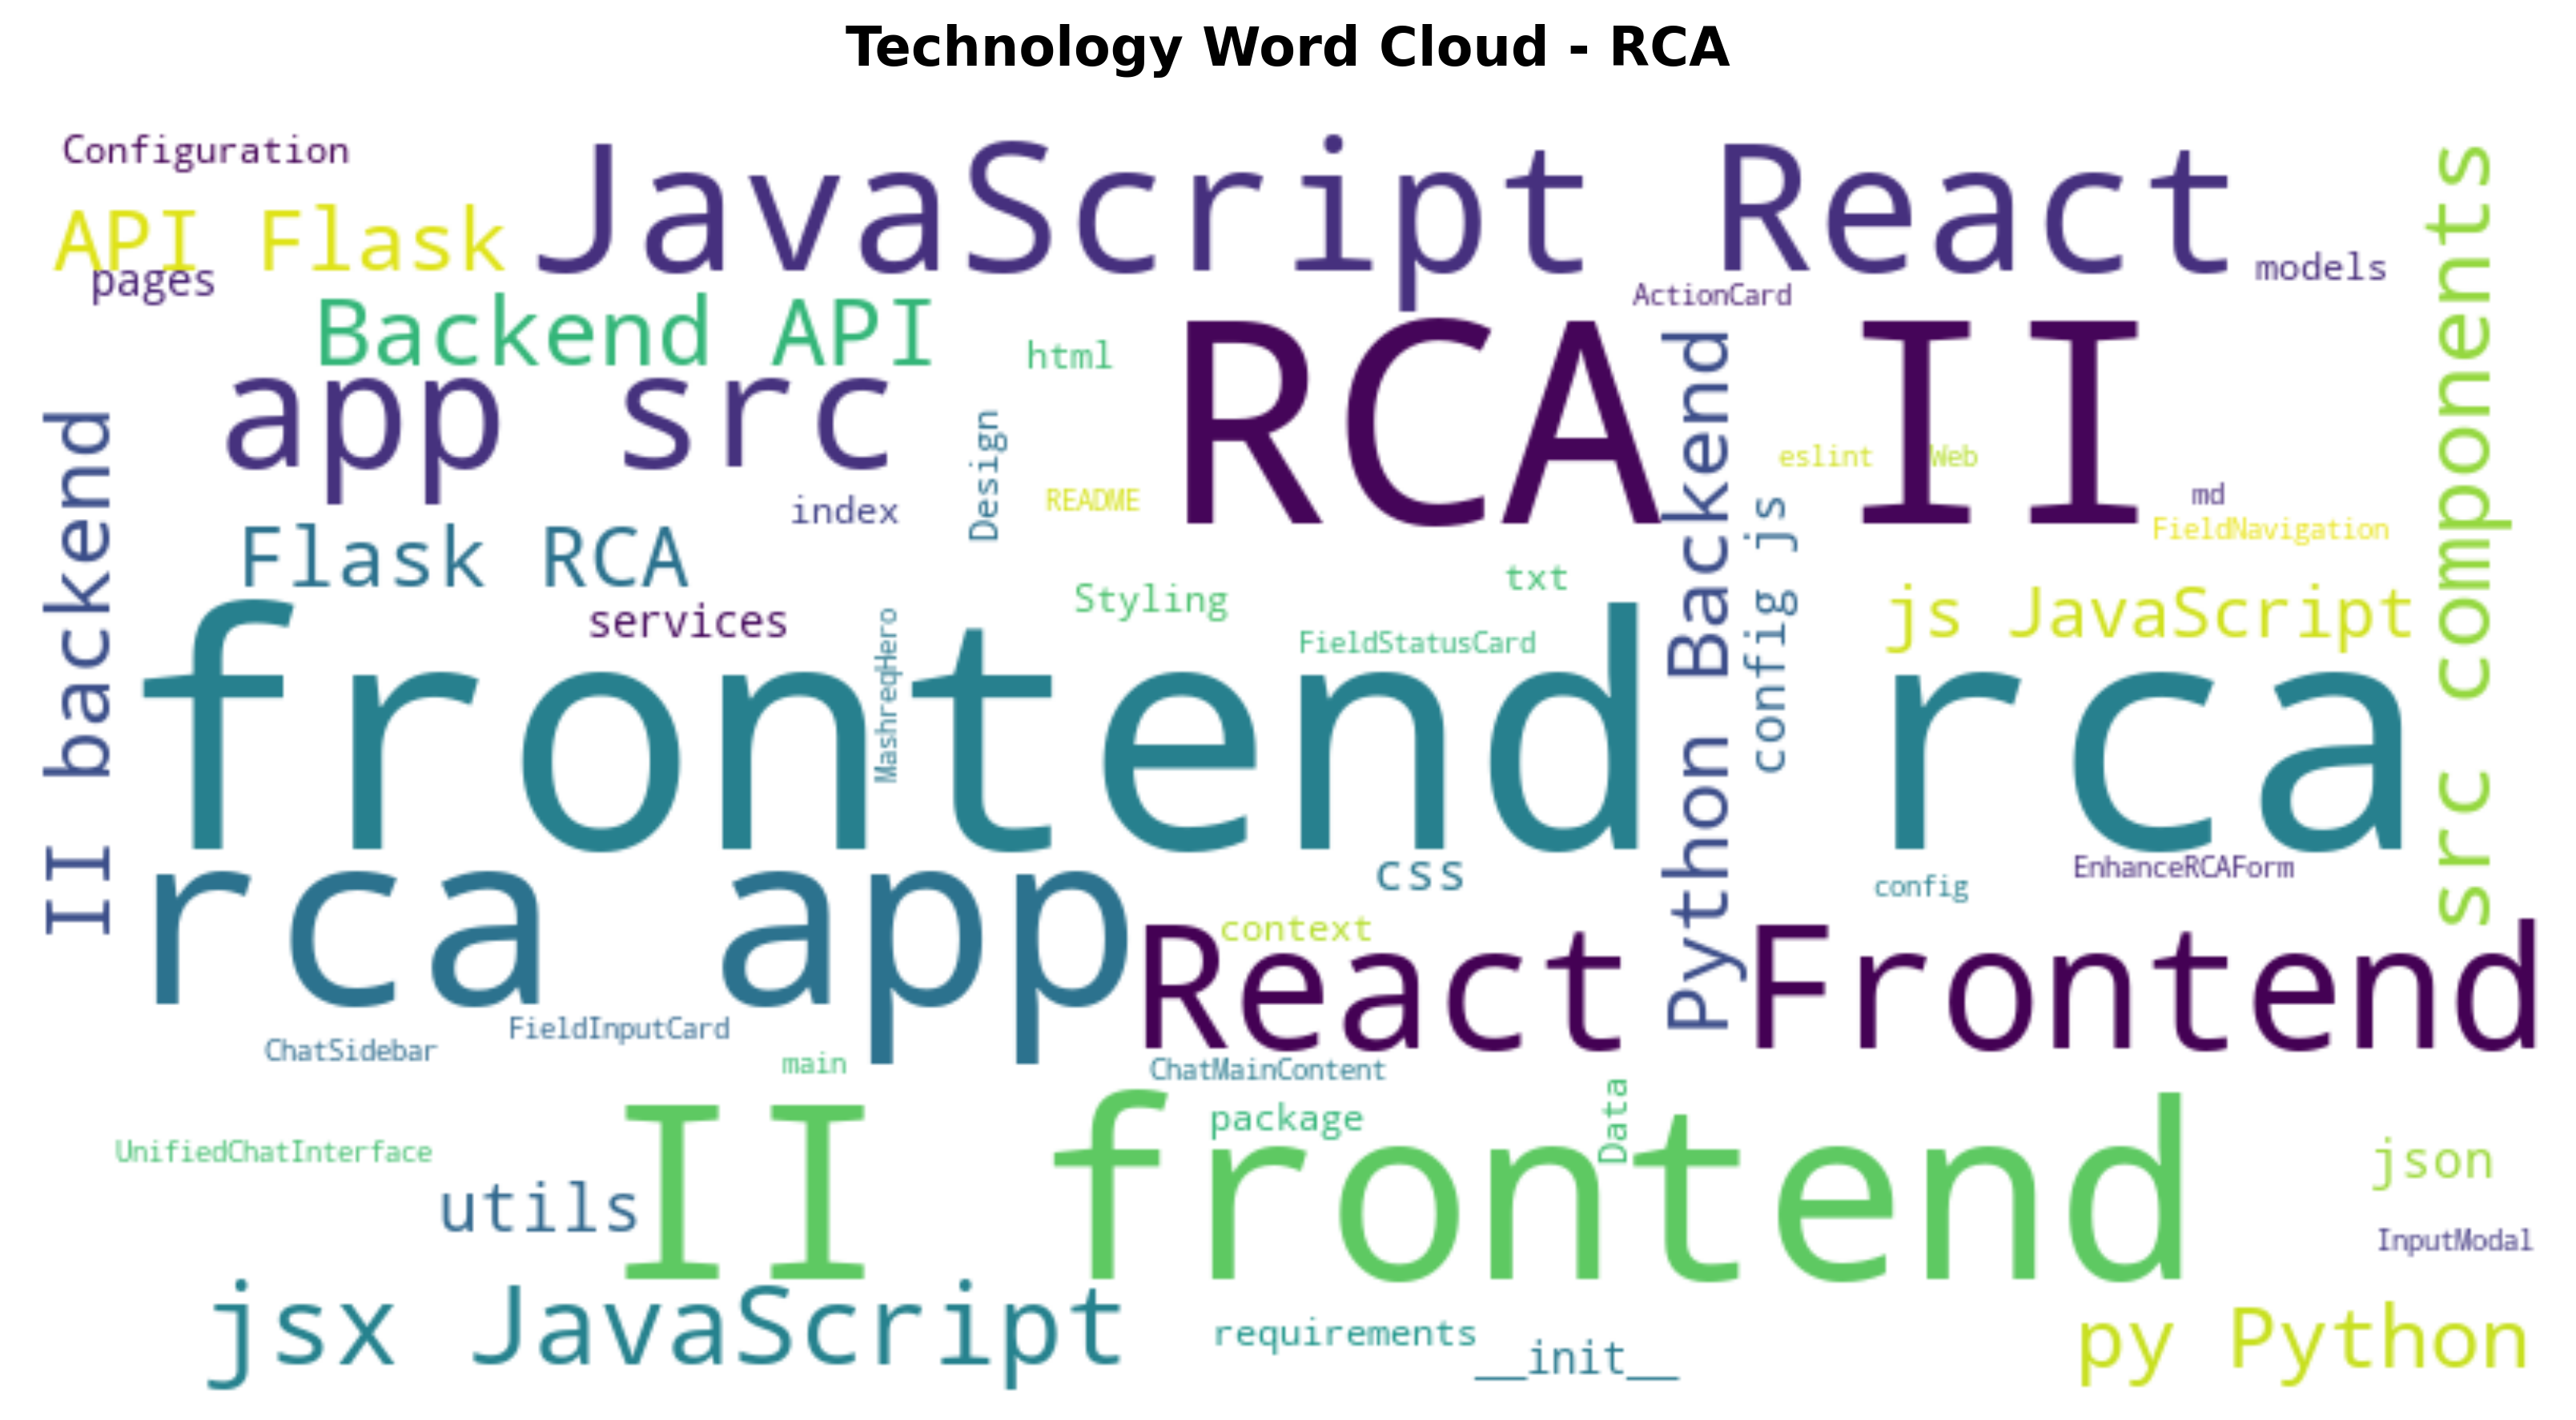 Technology Word Cloud - RCA
Configuration
JavaScript React
API Flask
pages
models
ActionCard
Backend API
html
RCA II
app src
src components
II backend
Python Backend
Design
eslint
Web
README
index
md
FieldNavigation
config js
Flask RCA
txt
Styling
js JavaScript
services
FieldStatusCard
MashreqHero
frontend rca
css
EnhanceRCAForm
config
rca app
context
React Frontend
FieldInputCard
ChatSidebar
main
ChatMainContent
Data
package
II frontend
UnifiedChatInterface
json
utils
InputModal
jsx JavaScript
requirements
__init__
py Python